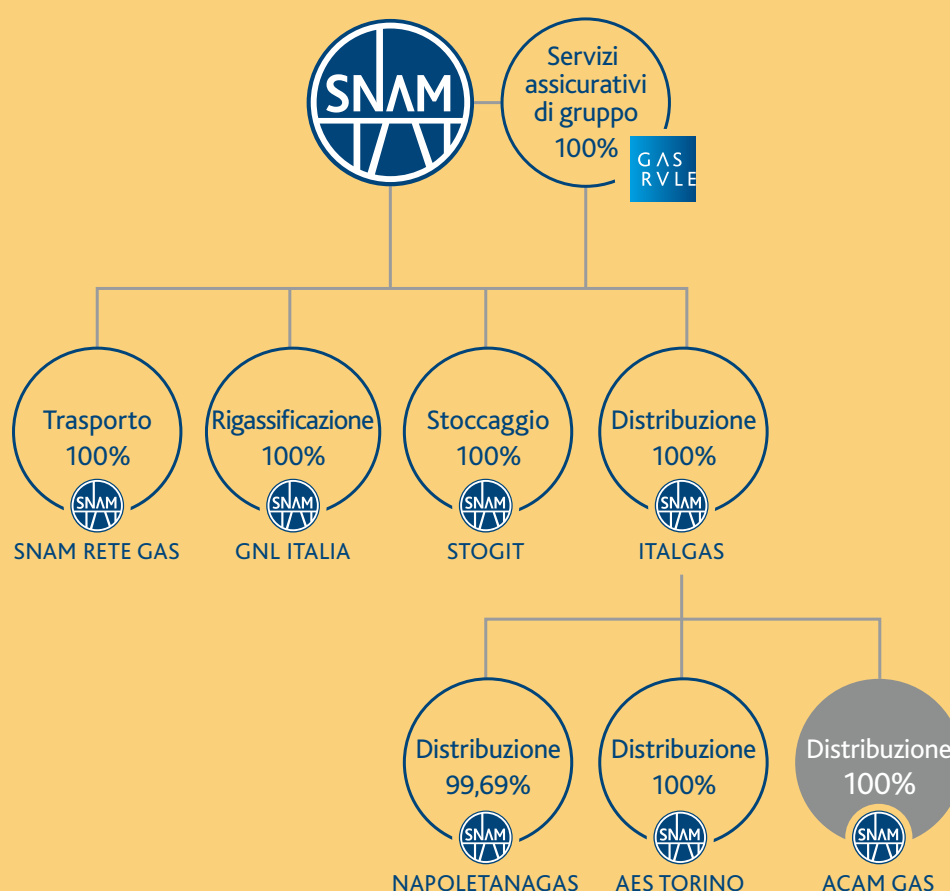 SNAM
Servizi
assicurativi
di gruppo
100%
GΛS
RVLE
Trasporto
100%
SNAM
SNAM RETE GAS
Rigassificazione
100%
SNAM
GNL ITALIA
Stoccaggio
100%
SNAM
STOGIT
Distribuzione
100%
SNAM
ITALGAS
Distribuzione
99,69%
SNAM
NAPOLETANAGAS
Distribuzione
100%
SNAM
AES TORINO
Distribuzione
100%
SNAM
ACAM GAS